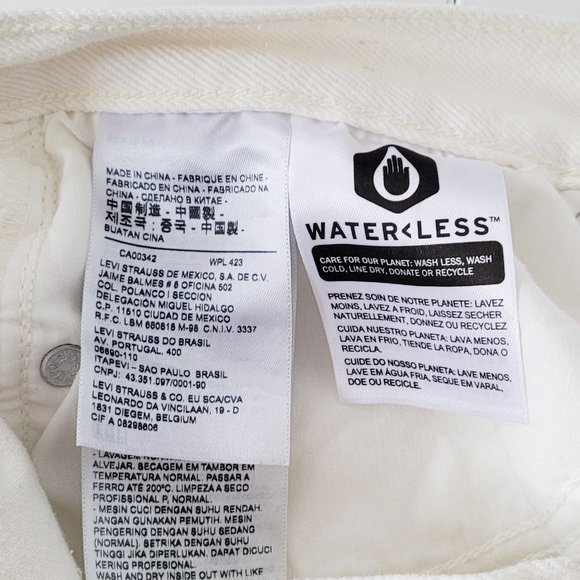 MADE IN CHINA - FABRIQUE EN CHINE -
FABRICADO EN CHINA - FABRICADO NA
CHINA - СДЕЛАНО В КИТАЕ -
中国制造 - 中國製 -
제조국: 중국 - 中国製 -
BUATAN CINA
CA00342 WPL 423
LEVI STRAUSS DE MEXICO, S.A. DE C.V.
JAIME BALMES # 8 OFICINA 502
COL. POLANCO I SECCION
DELEGACION MIGUEL HIDALGO
C.P. 11510 CIUDAD DE MEXICO
R.F.C. LSM 680618 M-98 C.N.I.V. 3337
LEVI STRAUSS DO BRASIL
AV. PORTUGAL, 400
06690-110
ITAPEVI - SAO PAULO BRASIL
CNPJ: 43.351.097/0001-90
LEVI STRAUSS & CO. EU SCA/CVA
LEONARDO DA VINCILAAN, 19 - D
1831 DIEGEM, BELGIUM
CIF A 08298606
- LAVAGEM NORMAL
ALVEJAR. SECAGEM EM TAMBOR EM
TEMPERATURA NORMAL. PASSAR A
FERRO ATÉ 200°C. LIMPEZA A SECO
PROFISSIONAL P, NORMAL.
- MESIN CUCI DENGAN SUHU RENDAH.
JANGAN GUNAKAN PEMUTIH. MESIN
PENGERING DENGAN SUHU SEDANG
(NORMAL). SETRIKA DENGAN SUHU
TINGGI JIKA DIPERLUKAN. DAPAT DICUCI
KERING PROFESIONAL.
WASH AND DRY INSIDE OUT WITH
WATER<LESS™
CARE FOR OUR PLANET: WASH LESS, WASH
COLD, LINE DRY, DONATE OR RECYCLE
PRENEZ SOIN DE NOTRE PLANETE: LAVEZ
MOINS, LAVEZ A FROID, LAISSEZ SECHER
NATURELLEMENT, DONNEZ OU RECYCLEZ
CUIDA NUESTRO PLANETA: LAVA MENOS,
LAVA EN FRIO, TIENDE LA ROPA, DONA O
RECICLA.
CUIDE DO NOSSO PLANETA: LAVE MENOS,
LAVE EM ÁGUA FRIA, SEQUE EM VARAL,
DOE OU RECICLE.